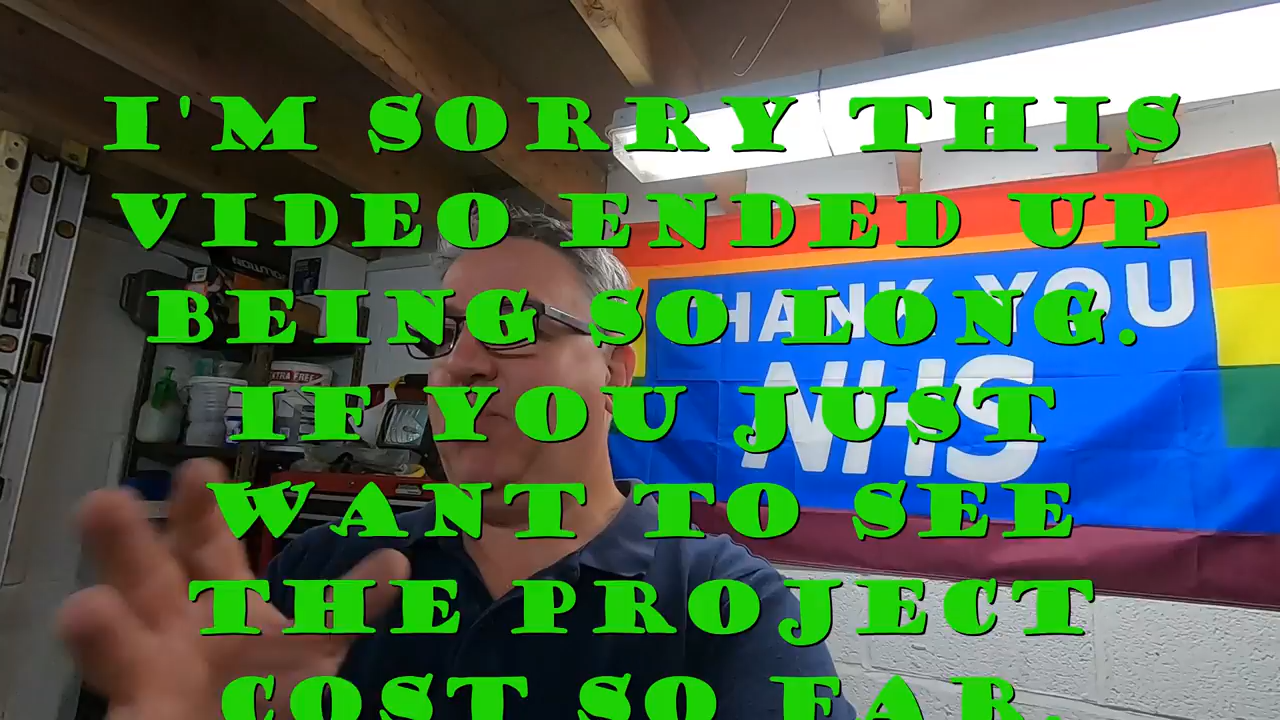 I'M SORRY THIS
VIDEO ENDED UP
BEING SO LONG.
IF YOU JUST
WANT TO SEE
THE PROJECT
COST SO FAR.
THANK YOU
NHS